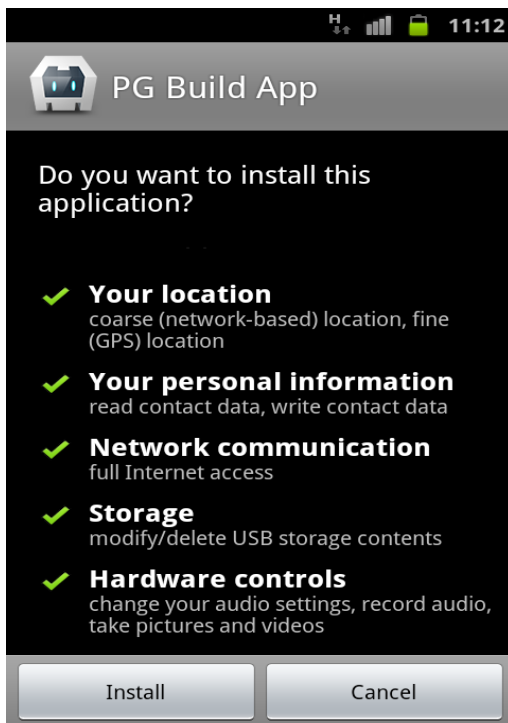 H 11:12
PG Build App
Do you want to install this
application?
Your location
coarse (network-based) location, fine
(GPS) location
Your personal information
read contact data, write contact data
Network communication
full Internet access
Storage
modify/delete USB storage contents
Hardware controls
change your audio settings, record audio,
take pictures and videos
Install Cancel